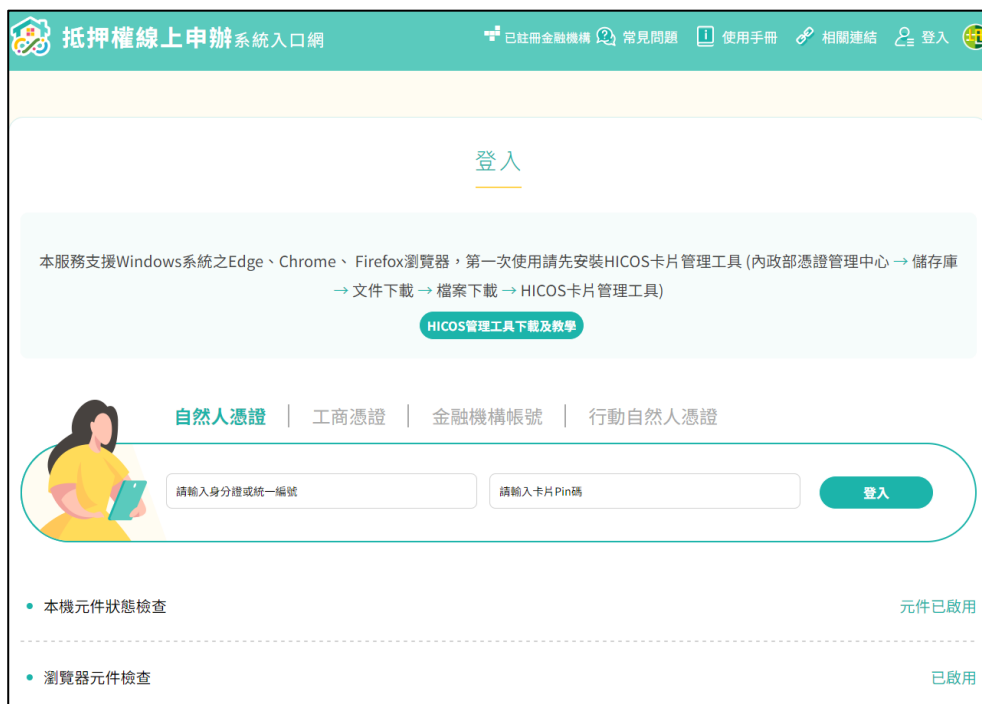 抵押權線上申辦系統入口網 已註冊金融機構 常見問題 使用手冊 相關連結 登入
登入
本服務支援Windows系統之Edge、Chrome、 Firefox瀏覽器，第一次使用請先安裝HICOS卡片管理工具 (內政部憑證管理中心 → 儲存庫
→ 文件下載 → 檔案下載 → HICOS卡片管理工具)
HICOS管理工具下載及教學
自然人憑證 | 工商憑證 | 金融機構帳號 | 行動自然人憑證
請輸入身分證或統一編號 請輸入卡片Pin碼 登入
本機元件狀態檢查 元件已啟用
瀏覽器元件檢查 已啟用